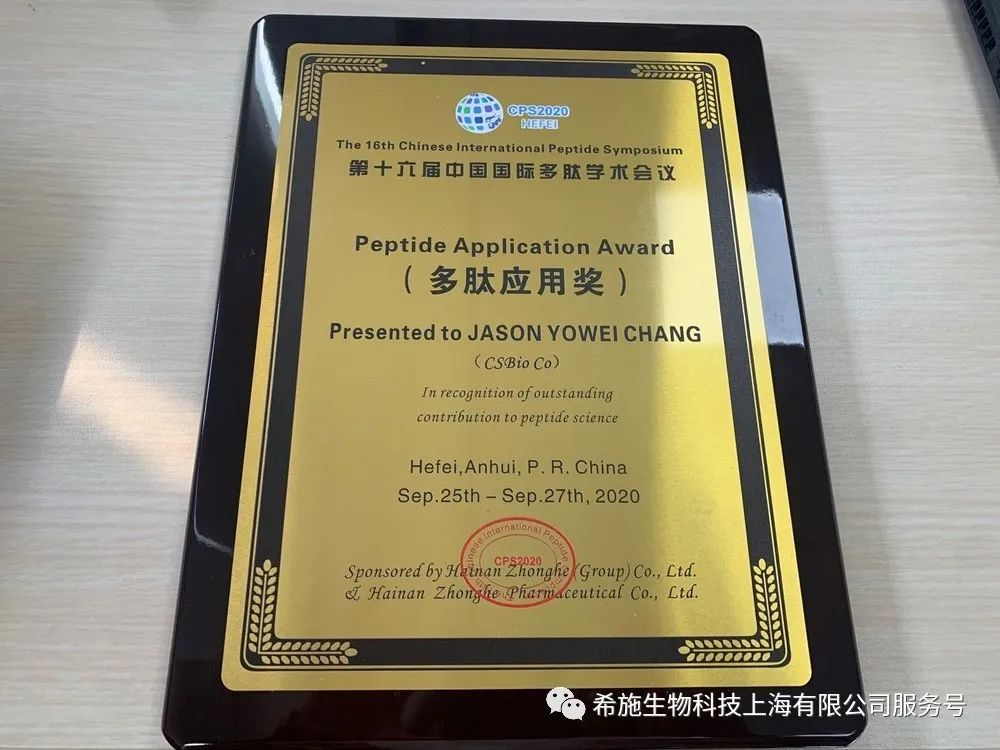 CPS2020
HEFEI
The 16th Chinese International Peptide Symposium
第十六届中国国际多肽学术会议
Peptide Application Award
（多肽应用奖）
Presented to JASON YOWEI CHANG
（CSBio Co）
In recognition of outstanding
contribution to peptide science
Hefei,Anhui, P. R. China
Sep.25th – Sep.27th, 2020
Chinese International Peptide
CPS2020
Sponsored by Hainan Zhonghe (Group) Co., Ltd.
& Hainan Zhonghe Pharmaceutical Co., Ltd.
希施生物科技上海有限公司服务号